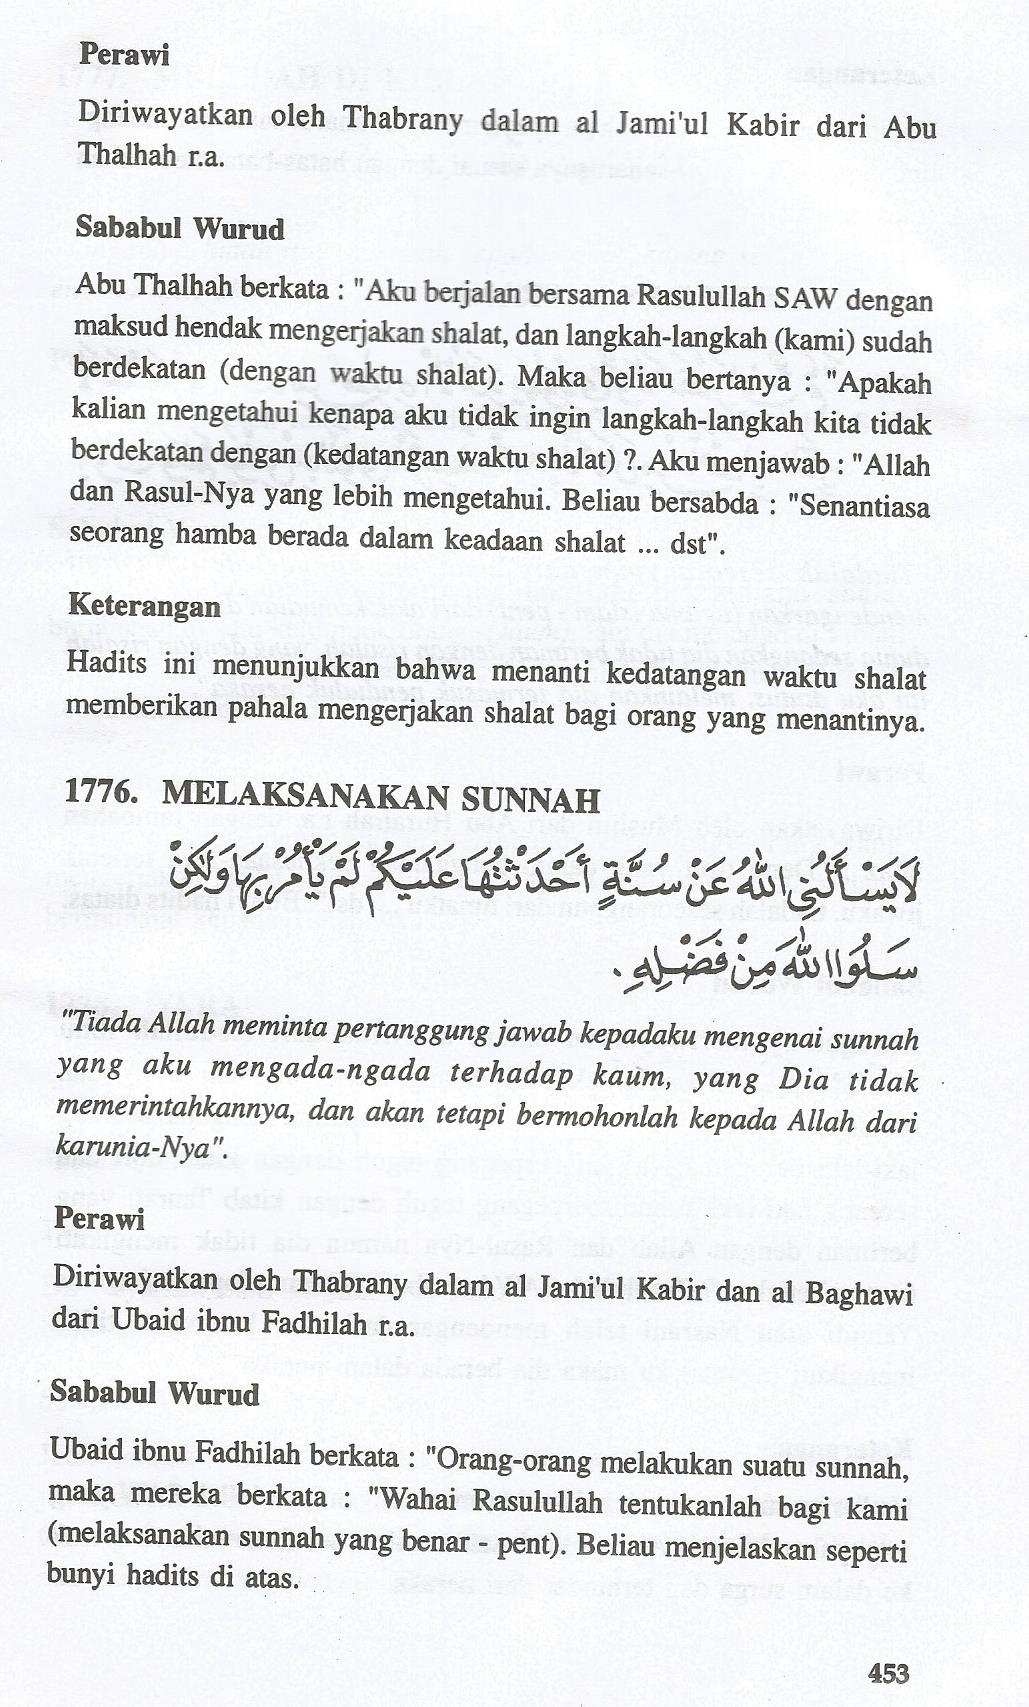 Perawi
Diriwayatkan oleh Thabrany dalam al Jami'ul Kabir dari Abu
Thalhah r.a.
Sababul Wurud
Abu Thalhah berkata : "Aku berjalan bersama Rasulullah SAW dengan
maksud hendak mengerjakan shalat, dan langkah-langkah (kami) sudah
berdekatan (dengan waktu shalat). Maka beliau bertanya : "Apakah
kalian mengetahui kenapa aku tidak ingin langkah-langkah kita tidak
berdekatan dengan (kedatangan waktu shalat) ?. Aku menjawab : "Allah
dan Rasul-Nya yang lebih mengetahui. Beliau bersabda : "Senantiasa
seorang hamba berada dalam keadaan shalat ... dst".
Keterangan
Hadits ini menunjukkan bahwa menanti kedatangan waktu shalat
memberikan pahala mengerjakan shalat bagi orang yang menantinya.
1776. MELAKSANAKAN SUNNAH
لَا يَسْأَلُنِي اللهُ عَنْ سُنَّةٍ أَحْدَثْتُهَا عَلَيْكُمْ لَمْ يَأْمُرْ بِهَا وَلٰكِنْ
سَلُوا اللهَ مِنْ فَضْلِهِ .
"Tiada Allah meminta pertanggung jawab kepadaku mengenai sunnah
yang aku mengada-ngada terhadap kaum, yang Dia tidak
memerintahkannya, dan akan tetapi bermohonlah kepada Allah dari
karunia-Nya".
Perawi
Diriwayatkan oleh Thabrany dalam al Jami'ul Kabir dan al Baghawi
dari Ubaid ibnu Fadhilah r.a.
Sababul Wurud
Ubaid ibnu Fadhilah berkata : "Orang-orang melakukan suatu sunnah,
maka mereka berkata : "Wahai Rasulullah tentukanlah bagi kami
(melaksanakan sunnah yang benar - pent). Beliau menjelaskan seperti
bunyi hadits di atas.
453